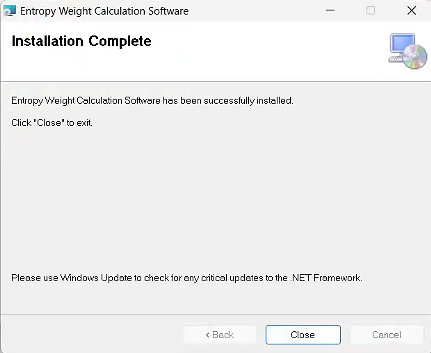 Entropy Weight Calculation Software
Installation Complete
Entropy Weight Calculation Software has been successfully installed.
Click "Close" to exit.
Please use Windows Update to check for any critical updates to the .NET Framework.
< Back
Close
Cancel